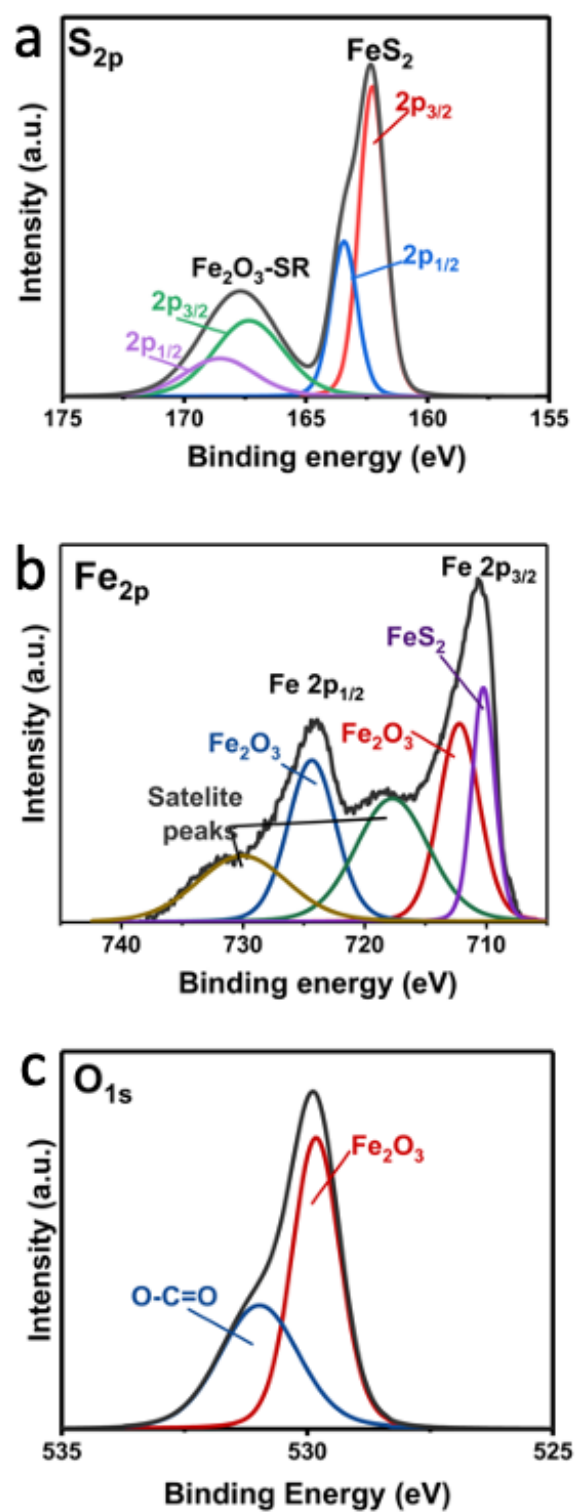 a
S2p
FeS2
2p3/2
2p1/2
Fe2O3-SR
2p3/2
2p1/2
Intensity (a.u.)
175 170 165 160 155
Binding energy (eV)
b
Fe2p
Fe 2p3/2
FeS2
Fe 2p1/2
Fe2O3
Fe2O3
Satelite
peaks
Intensity (a.u.)
740 730 720 710
Binding energy (eV)
c
O1s
Fe2O3
O-C=O
Intensity (a.u.)
535 530 525
Binding Energy (eV)